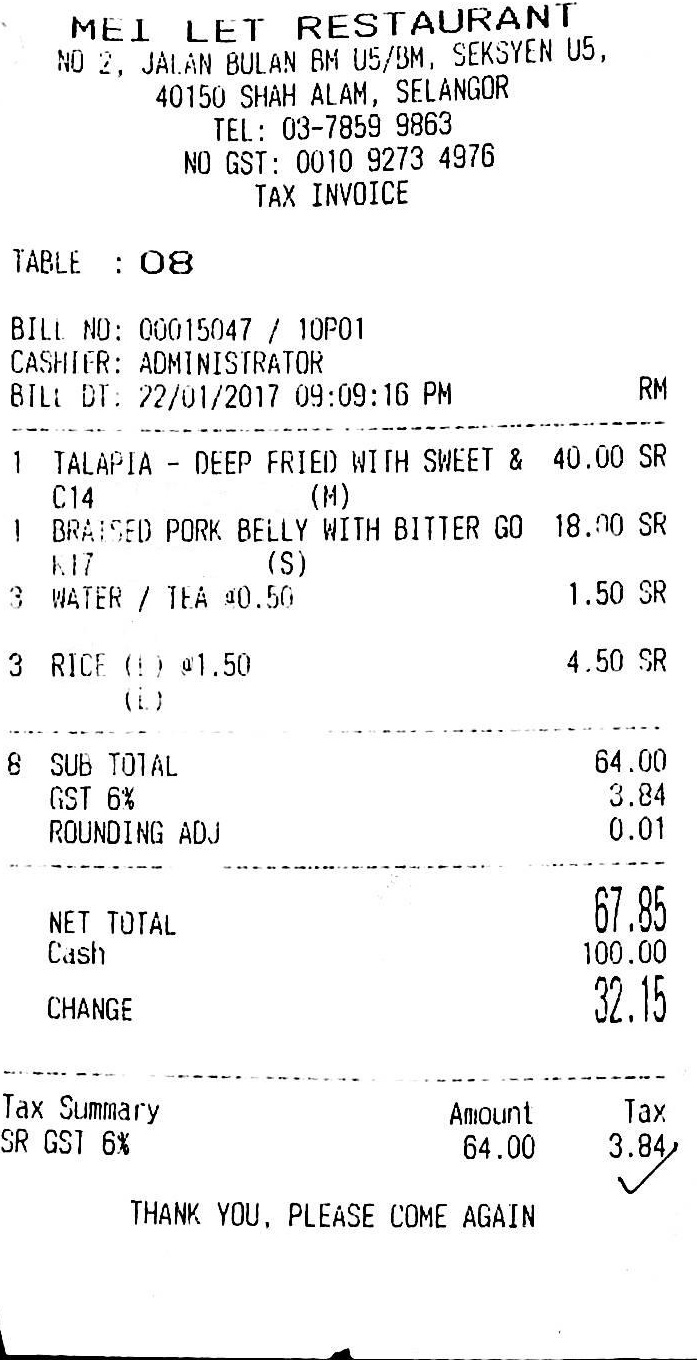 MEI LET RESTAURANT
NO 2, JALAN BULAN BM U5/BM, SEKSYEN U5,
40150 SHAH ALAM, SELANGOR
TEL: 03-7859 9863
NO GST: 0010 9273 4976
TAX INVOICE
TABLE : 08
BILL NO: 00015047 / 10P01
CASHIER: ADMINISTRATOR
BILL DT: 22/01/2017 09:09:16 PM RM
1 TALAPIA - DEEP FRIED WITH SWEET & 40.00 SR
C14 (M)
1 BRAISED PORK BELLY WITH BITTER GO 18.00 SR
K17 (S)
3 WATER / TEA @0.50 1.50 SR
3 RICE (L) @1.50 4.50 SR
(L)
8 SUB TOTAL 64.00
GST 6% 3.84
ROUNDING ADJ 0.01
NET TOTAL 67.85
Cash 100.00
CHANGE 32.15
Tax Summary Amount Tax
SR GST 6% 64.00 3.84
THANK YOU, PLEASE COME AGAIN